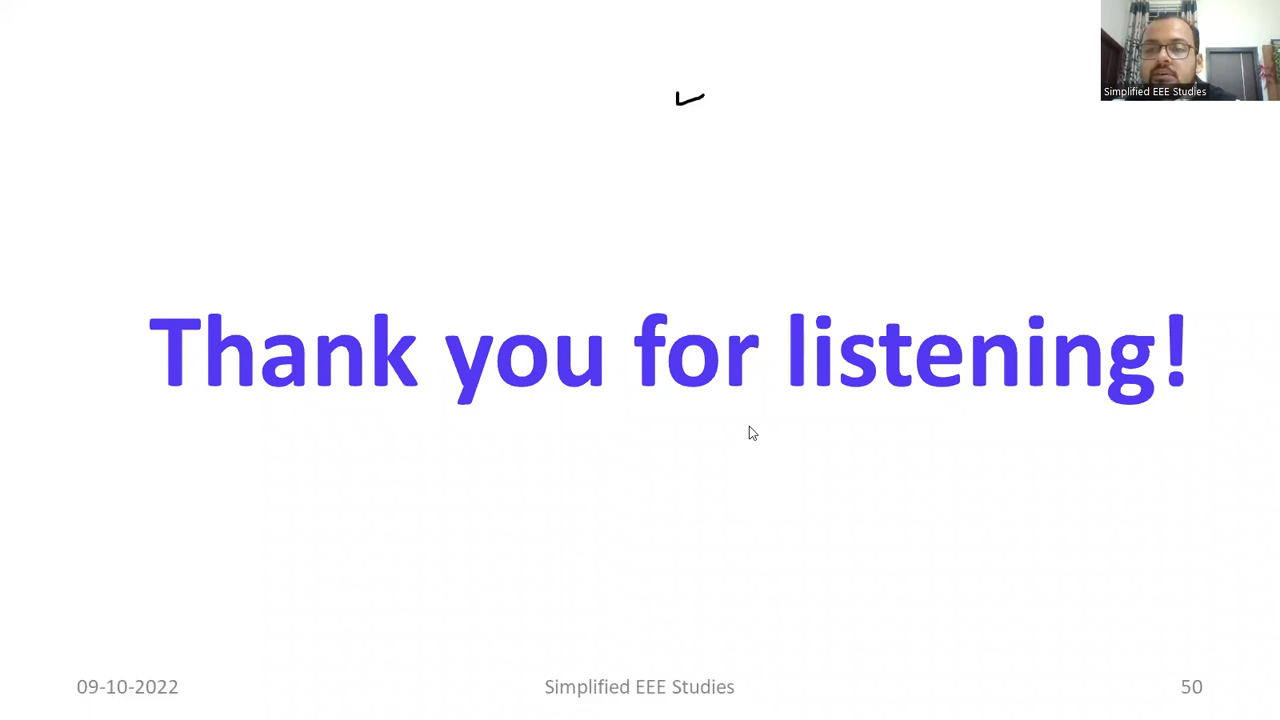 Simplified EEE Studies
Thank you for listening!
09-10-2022
Simplified EEE Studies
50